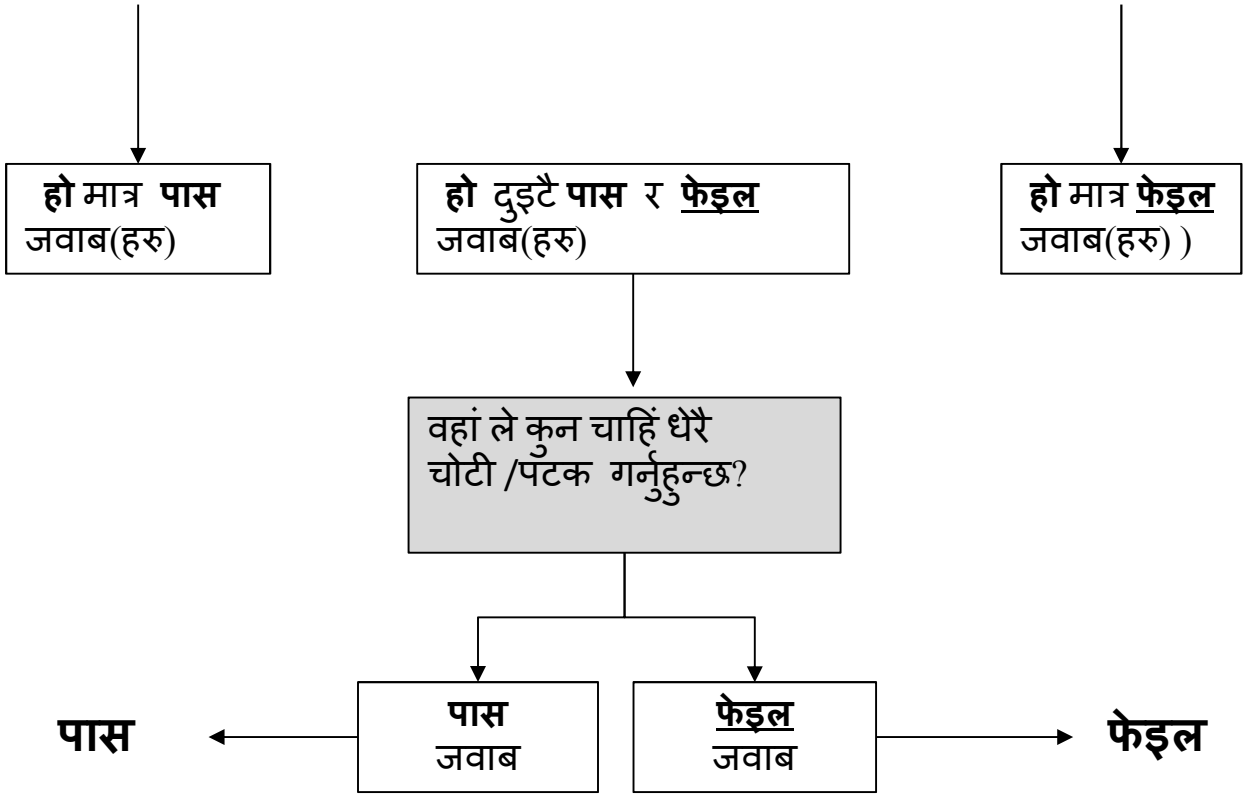 हो मात्र पास
जवाब(हरु)
हो दुइटै पास र फेइल
जवाब(हरु)
हो मात्र फेइल
जवाब(हरु) )
वहां ले कुन चाहिं धेरै
चोटी /पटक गर्नुहुन्छ?
पास
जवाब
फेइल
जवाब
पास
फेइल